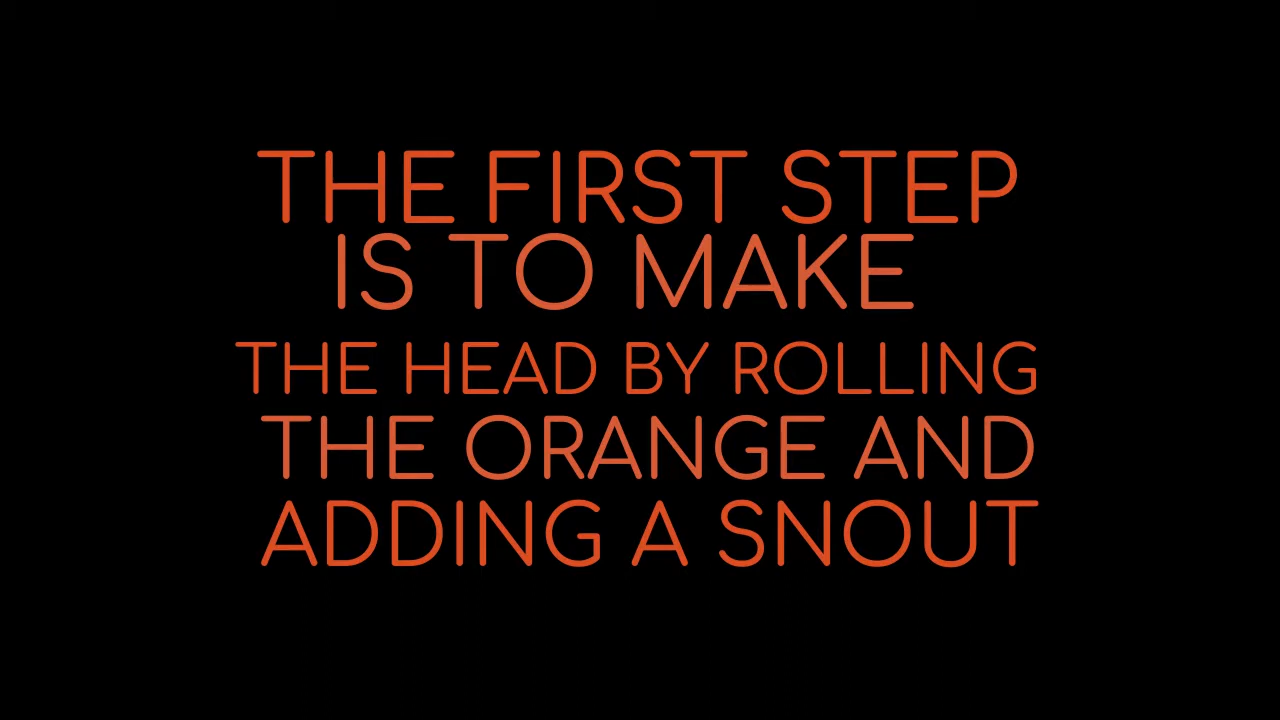 THE FIRST STEP
IS TO MAKE
THE HEAD BY ROLLING
THE ORANGE AND
ADDING A SNOUT